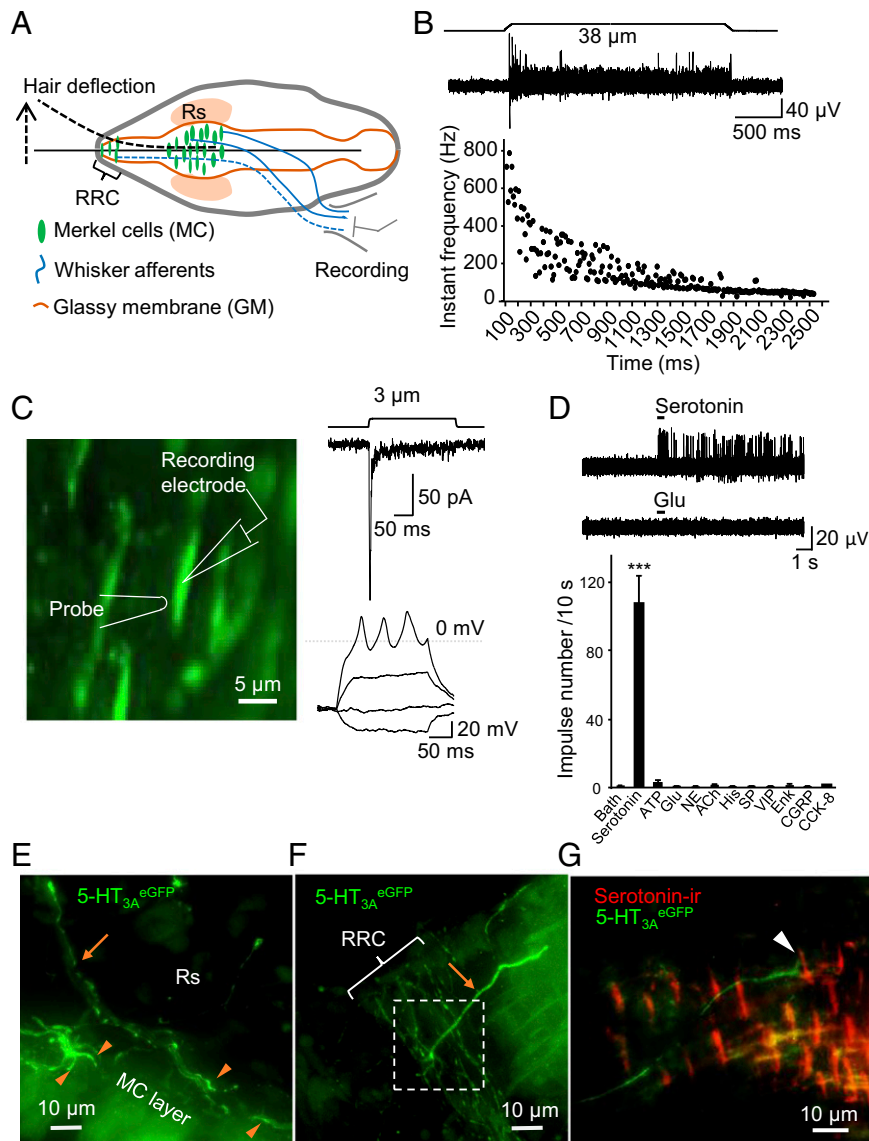 A
Hair deflection
Rs
RRC
Merkel cells (MC)
Whisker afferents
Glassy membrane (GM)
Recording
B
38 µm
40 µV
500 ms
Instant frequency (Hz)
800
600
400
200
0
100
300
500
700
900
1100
1300
1500
1700
1900
2100
2300
2500
Time (ms)
C
Recording
electrode
Probe
5 µm
3 µm
50 pA
50 ms
0 mV
20 mV
50 ms
D
Serotonin
Glu
20 µV
1 s
Impulse number /10 s
120
80
40
0
***
Bath
Serotonin
ATP
Glu
NE
ACh
His
SP
VIP
Enk
CGRP
CCK-8
E
5-HT3AeGFP
Rs
MC layer
10 µm
F
5-HT3AeGFP
RRC
10 µm
G
Serotonin-ir
5-HT3AeGFP
10 µm